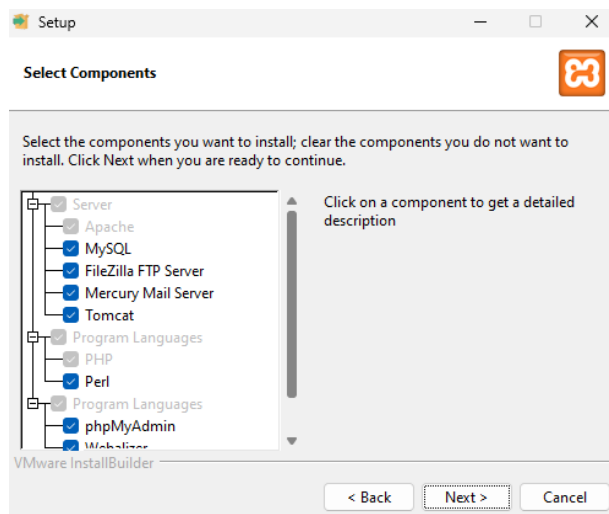 Setup
Select Components
Select the components you want to install; clear the components you do not want to
install. Click Next when you are ready to continue.
Server
Apache
MySQL
FileZilla FTP Server
Mercury Mail Server
Tomcat
Program Languages
PHP
Perl
Program Languages
phpMyAdmin
Webalizer
Click on a component to get a detailed
description
VMware InstallBuilder
< Back
Next >
Cancel